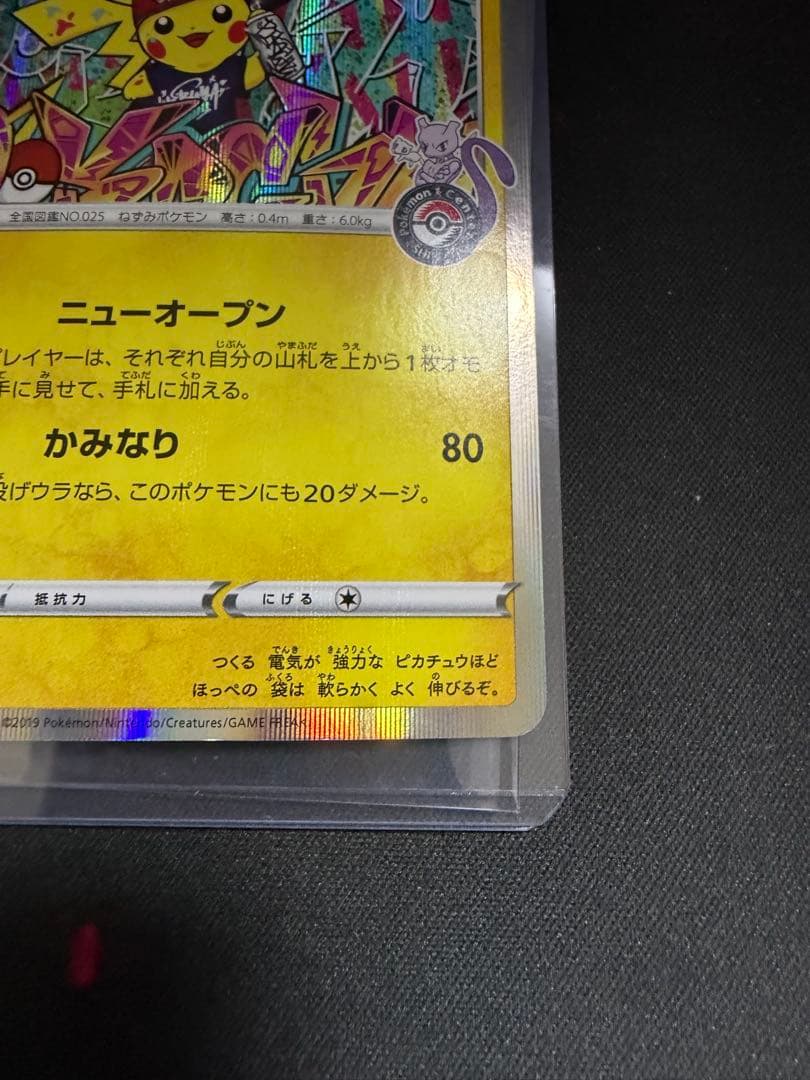 全国図鑑NO.025 ねずみポケモン 高さ:0.4m 重さ:6.0kg
Pokémon Center
ニューオープン
レイヤーは、それぞれ自分の山札を上から1枚オモ
手に見せて、手札に加える。
かみなり 80
投げウラなら、このポケモンにも20ダメージ。
抵抗力 にげる
つくる 電気が 強力な ピカチュウほど
ほっぺの 袋は 軟らかく よく 伸びるぞ。
©2019 Pokémon/Nintendo/Creatures/GAME FREAK